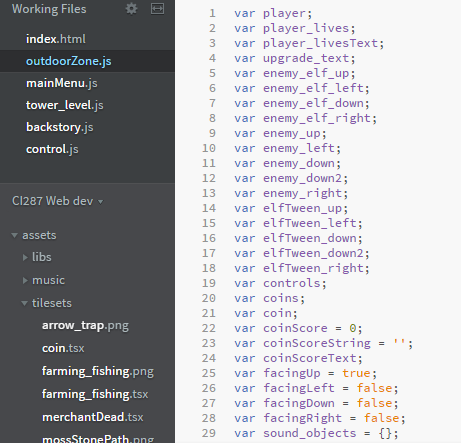 Working Files
index.html
outdoorZone.js
mainMenu.js
tower_level.js
backstory.js
control.js
CI287 Web dev
assets
libs
music
tilesets
arrow_trap.png
coin.tsx
farming_fishing.png
farming_fishing.tsx
merchantDead.tsx
mossStonePath.png
1 var player;
2 var player_lives;
3 var player_livesText;
4 var upgrade_text;
5 var enemy_elf_up;
6 var enemy_elf_left;
7 var enemy_elf_down;
8 var enemy_elf_right;
9 var enemy_up;
10 var enemy_left;
11 var enemy_down;
12 var enemy_down2;
13 var enemy_right;
14 var elfTween_up;
15 var elfTween_left;
16 var elfTween_down;
17 var elfTween_down2;
18 var elfTween_right;
19 var controls;
20 var coins;
21 var coin;
22 var coinScore = 0;
23 var coinScoreString = '';
24 var coinScoreText;
25 var facingUp = true;
26 var facingLeft = false;
27 var facingDown = false;
28 var facingRight = false;
29 var sound_objects = {};